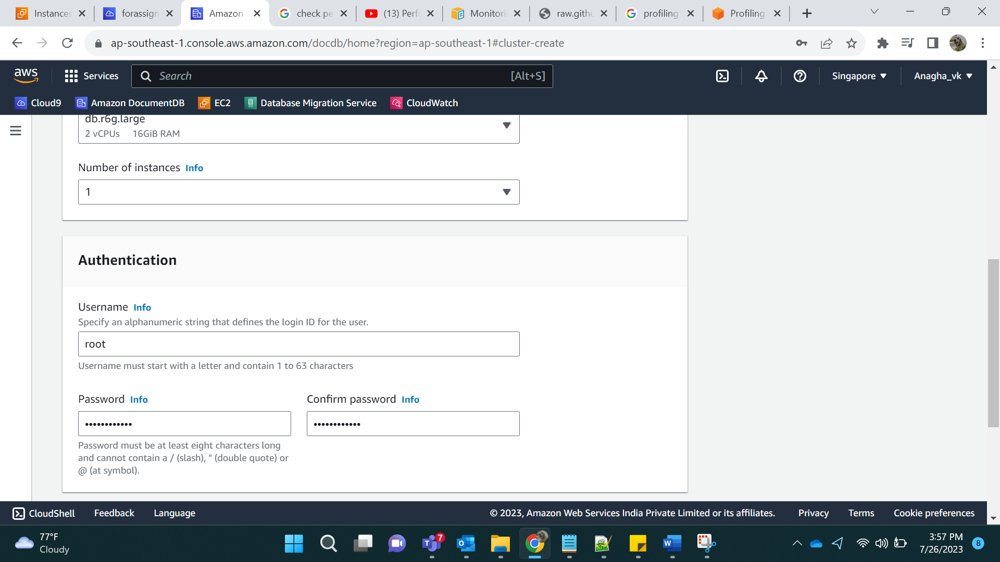 Instances
forassign
Amazon
check pe
(13) Perfo
Monitori
raw.githu
profiling
Profiling
ap-southeast-1.console.aws.amazon.com/docdb/home?region=ap-southeast-1#cluster-create
aws
Services
Search
[Alt+S]
Singapore
Anagha_vk
Cloud9
Amazon DocumentDB
EC2
Database Migration Service
CloudWatch
db.r6g.large
2 vCPUs 16GiB RAM
Number of instances Info
1
Authentication
Username Info
Specify an alphanumeric string that defines the login ID for the user.
root
Username must start with a letter and contain 1 to 63 characters
Password Info
Confirm password Info
••••••••••••
••••••••••••
Password must be at least eight characters long
and cannot contain a / (slash), " (double quote) or
@ (at symbol).
CloudShell
Feedback
Language
© 2023, Amazon Web Services India Private Limited or its affiliates.
Privacy
Terms
Cookie preferences
77°F
Cloudy
7
3:57 PM
7/26/2023
8